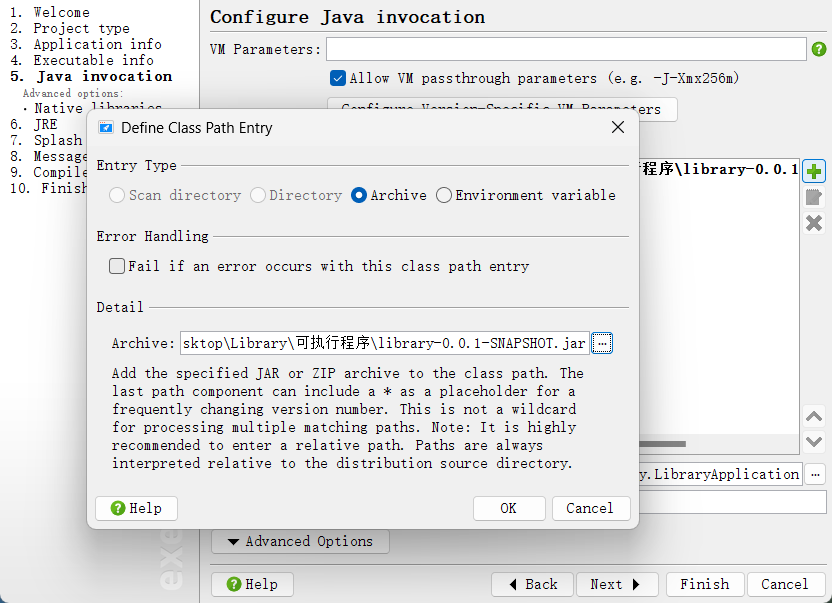 1. Welcome
2. Project type
3. Application info
4. Executable info
5. Java invocation
Advanced options:
· Native libraries
6. JRE
7. Splash
8. Message
9. Compile
10. Finish
exe
Configure Java invocation
VM Parameters:
Allow VM passthrough parameters (e.g. -J-Xmx256m)
Configure Version-Specific VM Parameters
程序\library-0.0.1
Define Class Path Entry
Entry Type
Scan directory Directory Archive Environment variable
Error Handling
Fail if an error occurs with this class path entry
Detail
Archive: sktop\Library\可执行程序\library-0.0.1-SNAPSHOT.jar ...
Add the specified JAR or ZIP archive to the class path. The
last path component can include a * as a placeholder for a
frequently changing version number. This is not a wildcard
for processing multiple matching paths. Note: It is highly
recommended to enter a relative path. Paths are always
interpreted relative to the distribution source directory.
Help OK Cancel
y.LibraryApplication ...
Advanced Options
Help Back Next Finish Cancel